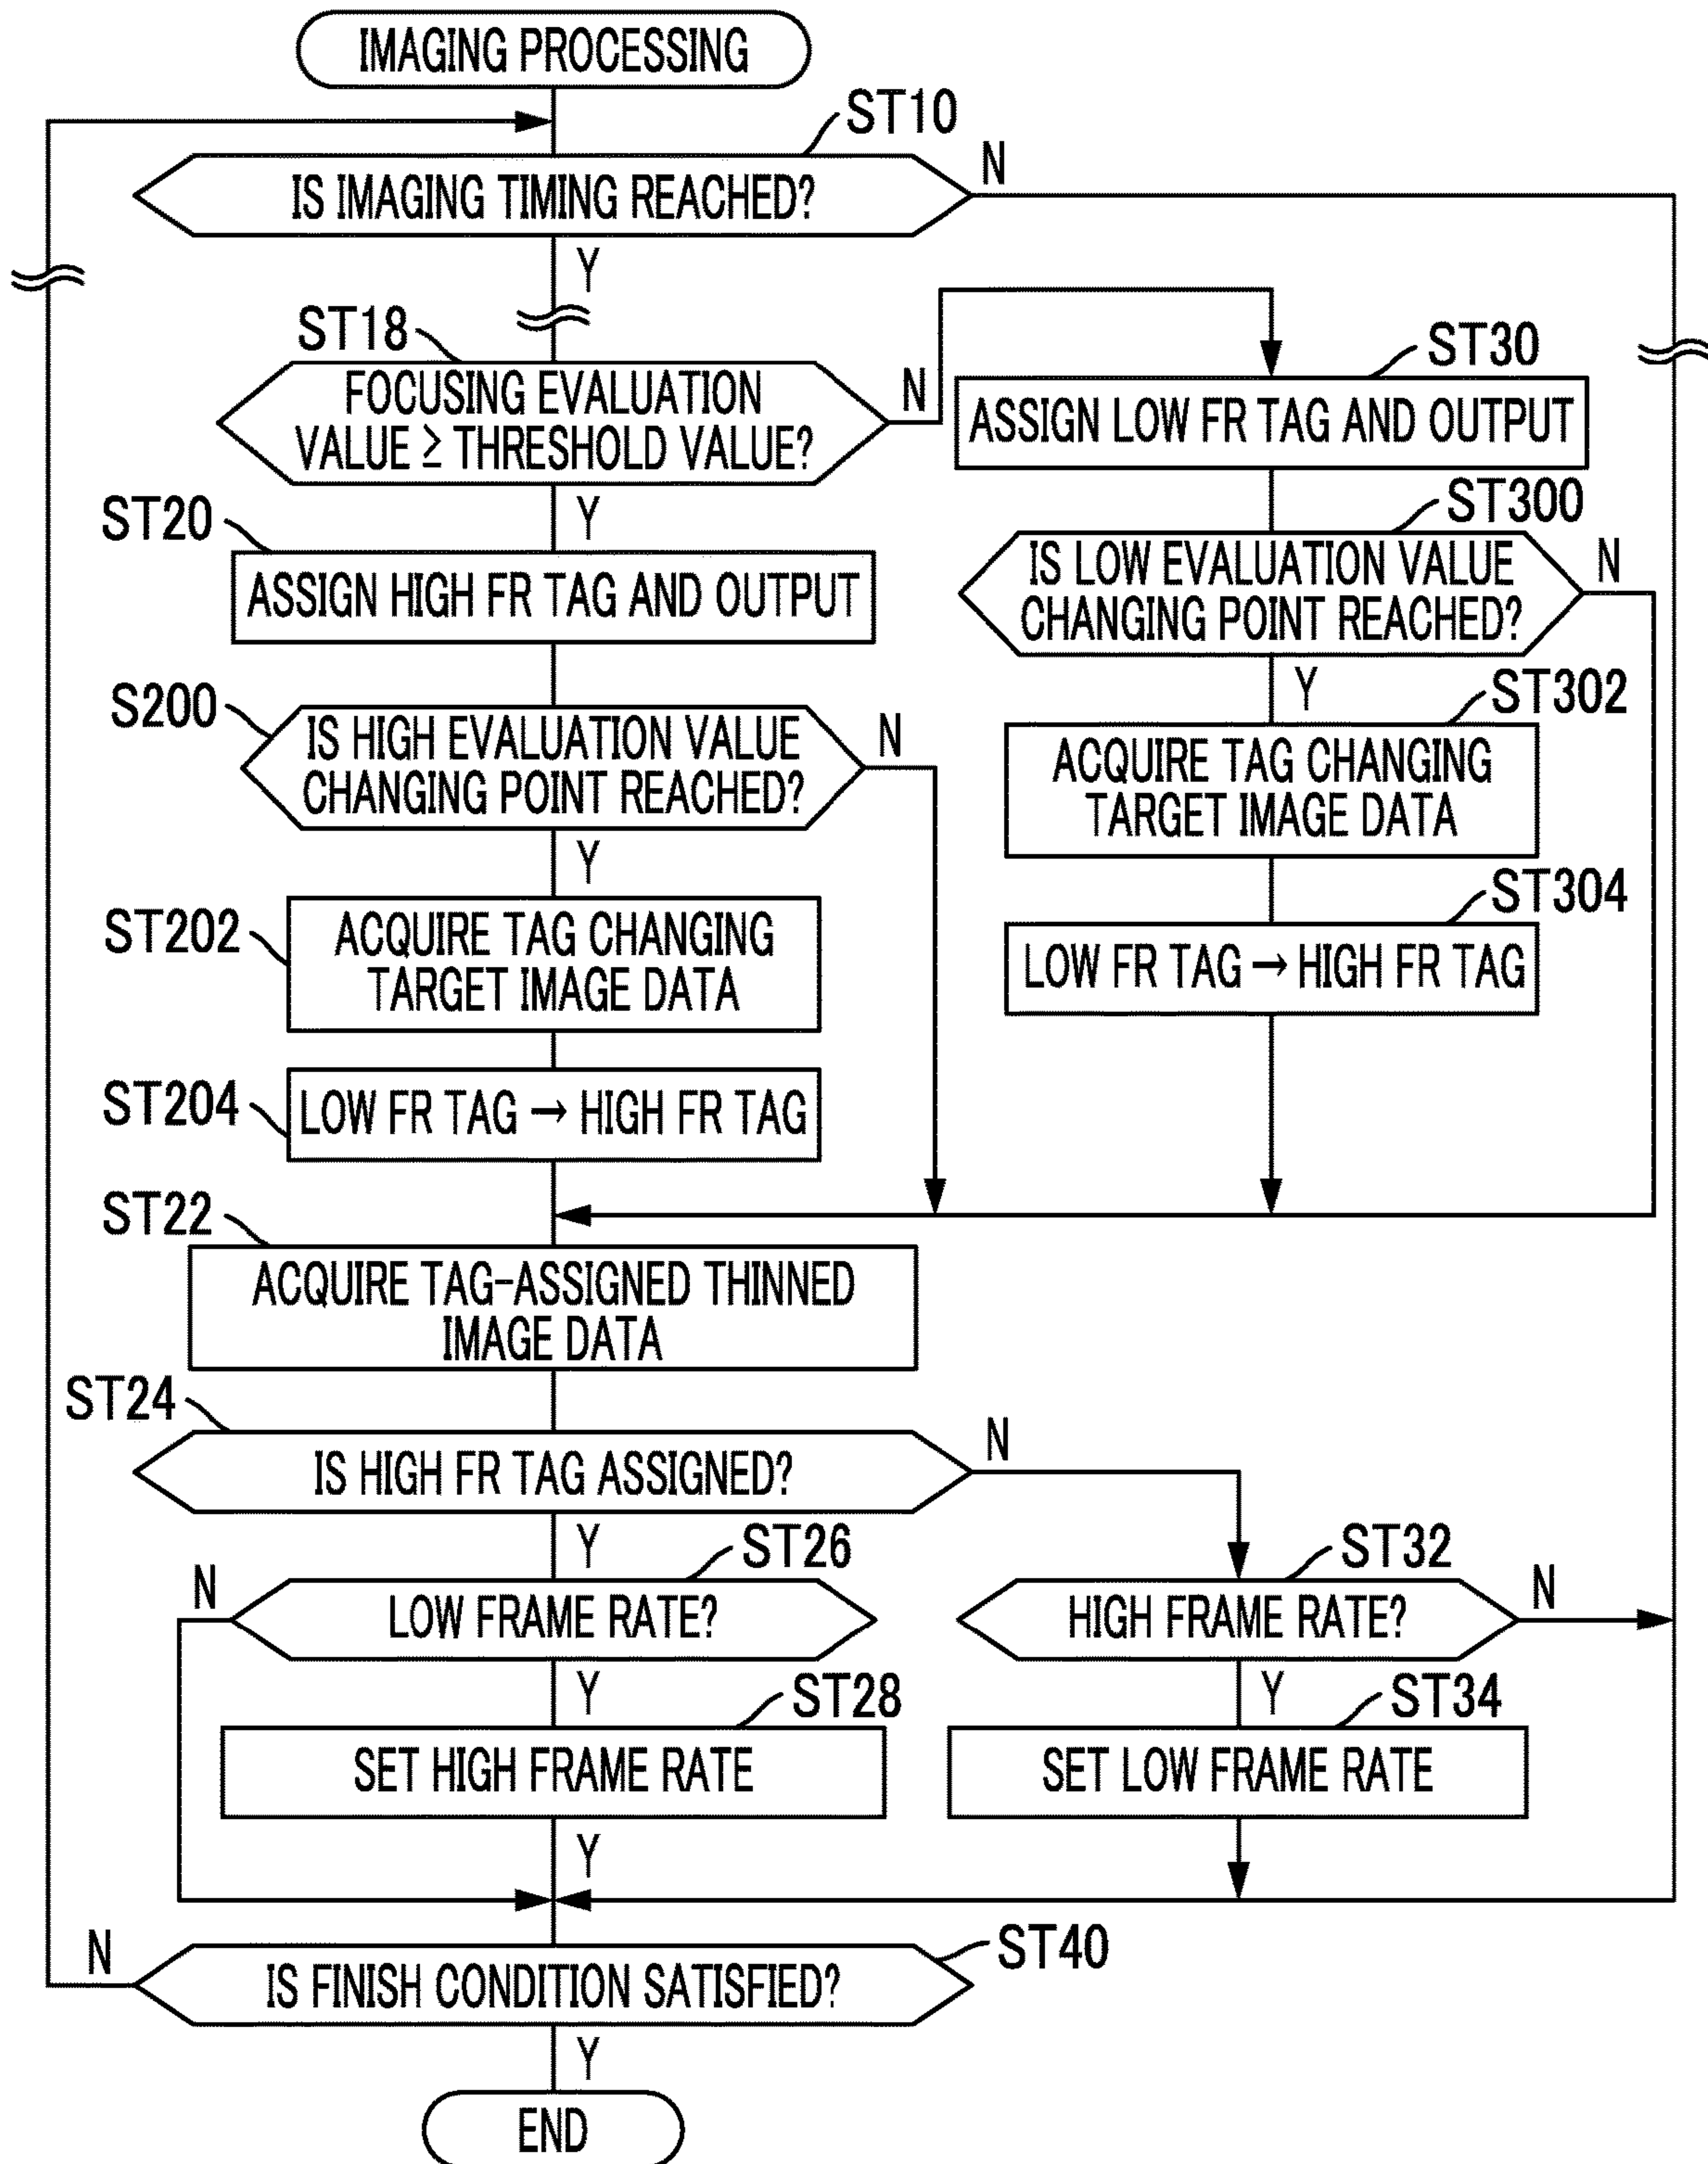 IMAGING PROCESSING
ST10
IS IMAGING TIMING REACHED?
N
Y
ST18
FOCUSING EVALUATION
VALUE ≥ THRESHOLD VALUE?
N
Y
ST30
ASSIGN LOW FR TAG AND OUTPUT
ST20
ASSIGN HIGH FR TAG AND OUTPUT
ST300
IS LOW EVALUATION VALUE
CHANGING POINT REACHED?
N
Y
S200
IS HIGH EVALUATION VALUE
CHANGING POINT REACHED?
N
Y
ST302
ACQUIRE TAG CHANGING
TARGET IMAGE DATA
ST202
ACQUIRE TAG CHANGING
TARGET IMAGE DATA
ST304
LOW FR TAG → HIGH FR TAG
ST204
LOW FR TAG → HIGH FR TAG
ST22
ACQUIRE TAG-ASSIGNED THINNED
IMAGE DATA
ST24
IS HIGH FR TAG ASSIGNED?
N
Y
ST26
LOW FRAME RATE?
N
Y
ST32
HIGH FRAME RATE?
N
Y
ST28
SET HIGH FRAME RATE
Y
ST34
SET LOW FRAME RATE
ST40
IS FINISH CONDITION SATISFIED?
N
Y
END